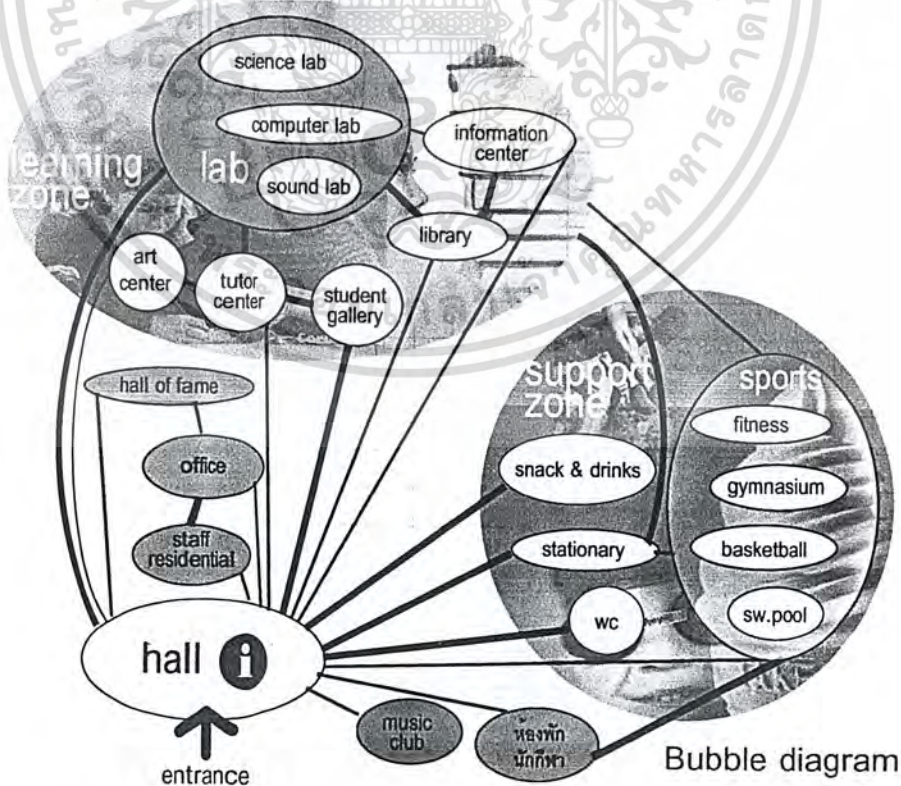 science lab
computer lab
sound lab
lab
learning
zone
information
center
library
art
center
tutor
center
student
gallery
hall of fame
office
staff
residential
support
zone
sports
fitness
snack & drinks
gymnasium
stationary
basketball
wc
sw.pool
hall i
music
club
ห้องพัก
นักกีฬา
entrance
Bubble diagram